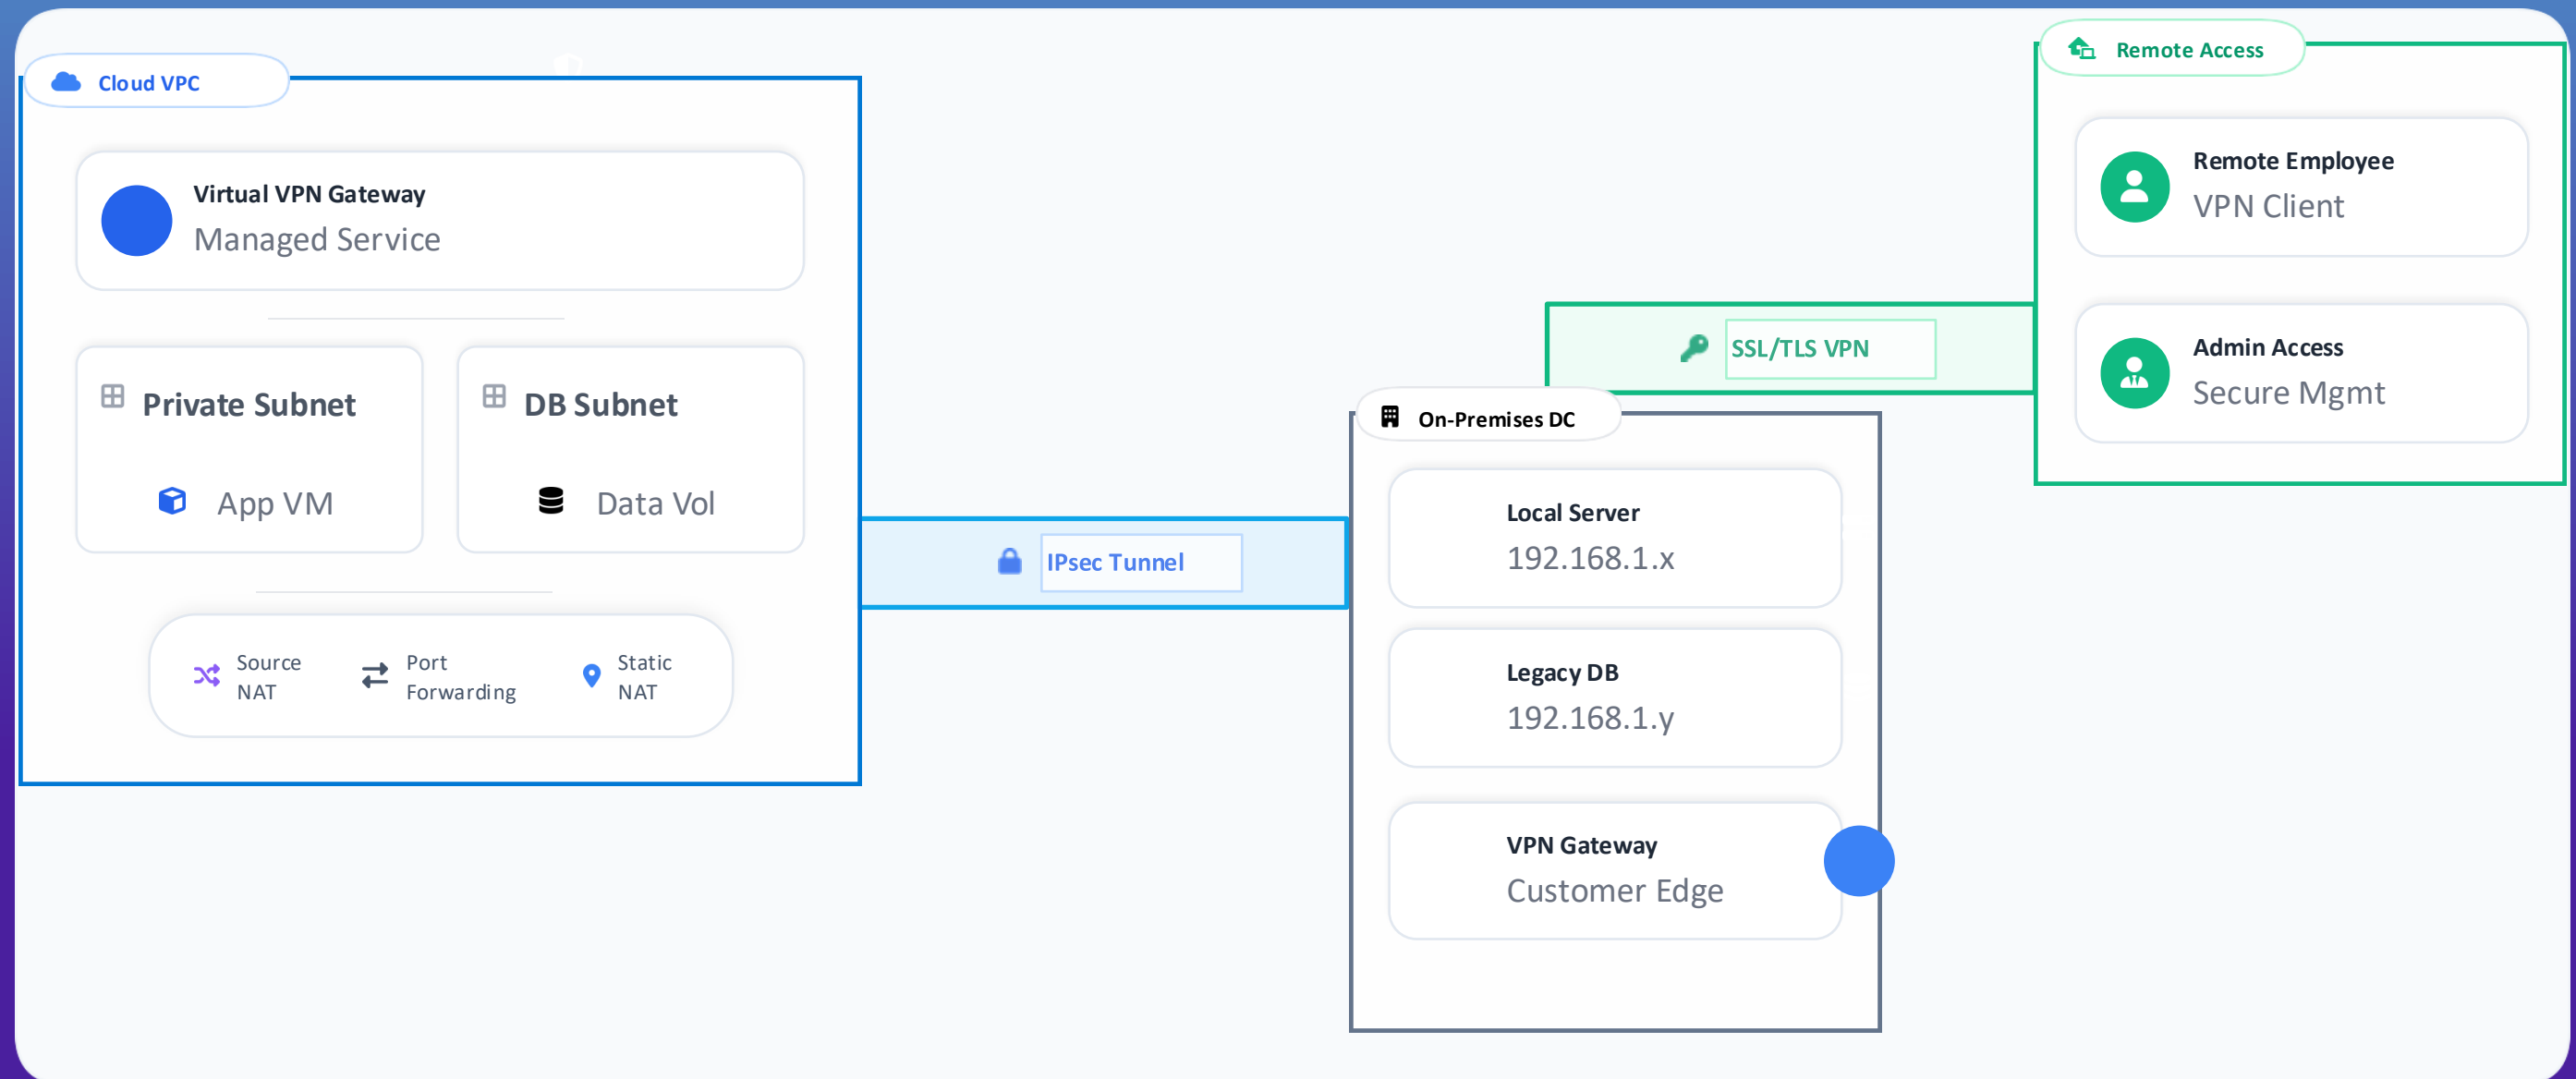 Cloud VPC
Virtual VPN Gateway
Managed Service
Private Subnet
App VM
DB Subnet
Data Vol
Source
NAT
Port
Forwarding
Static
NAT
IPsec Tunnel
On-Premises DC
Local Server
192.168.1.x
Legacy DB
192.168.1.y
VPN Gateway
Customer Edge
SSL/TLS VPN
Remote Access
Remote Employee
VPN Client
Admin Access
Secure Mgmt